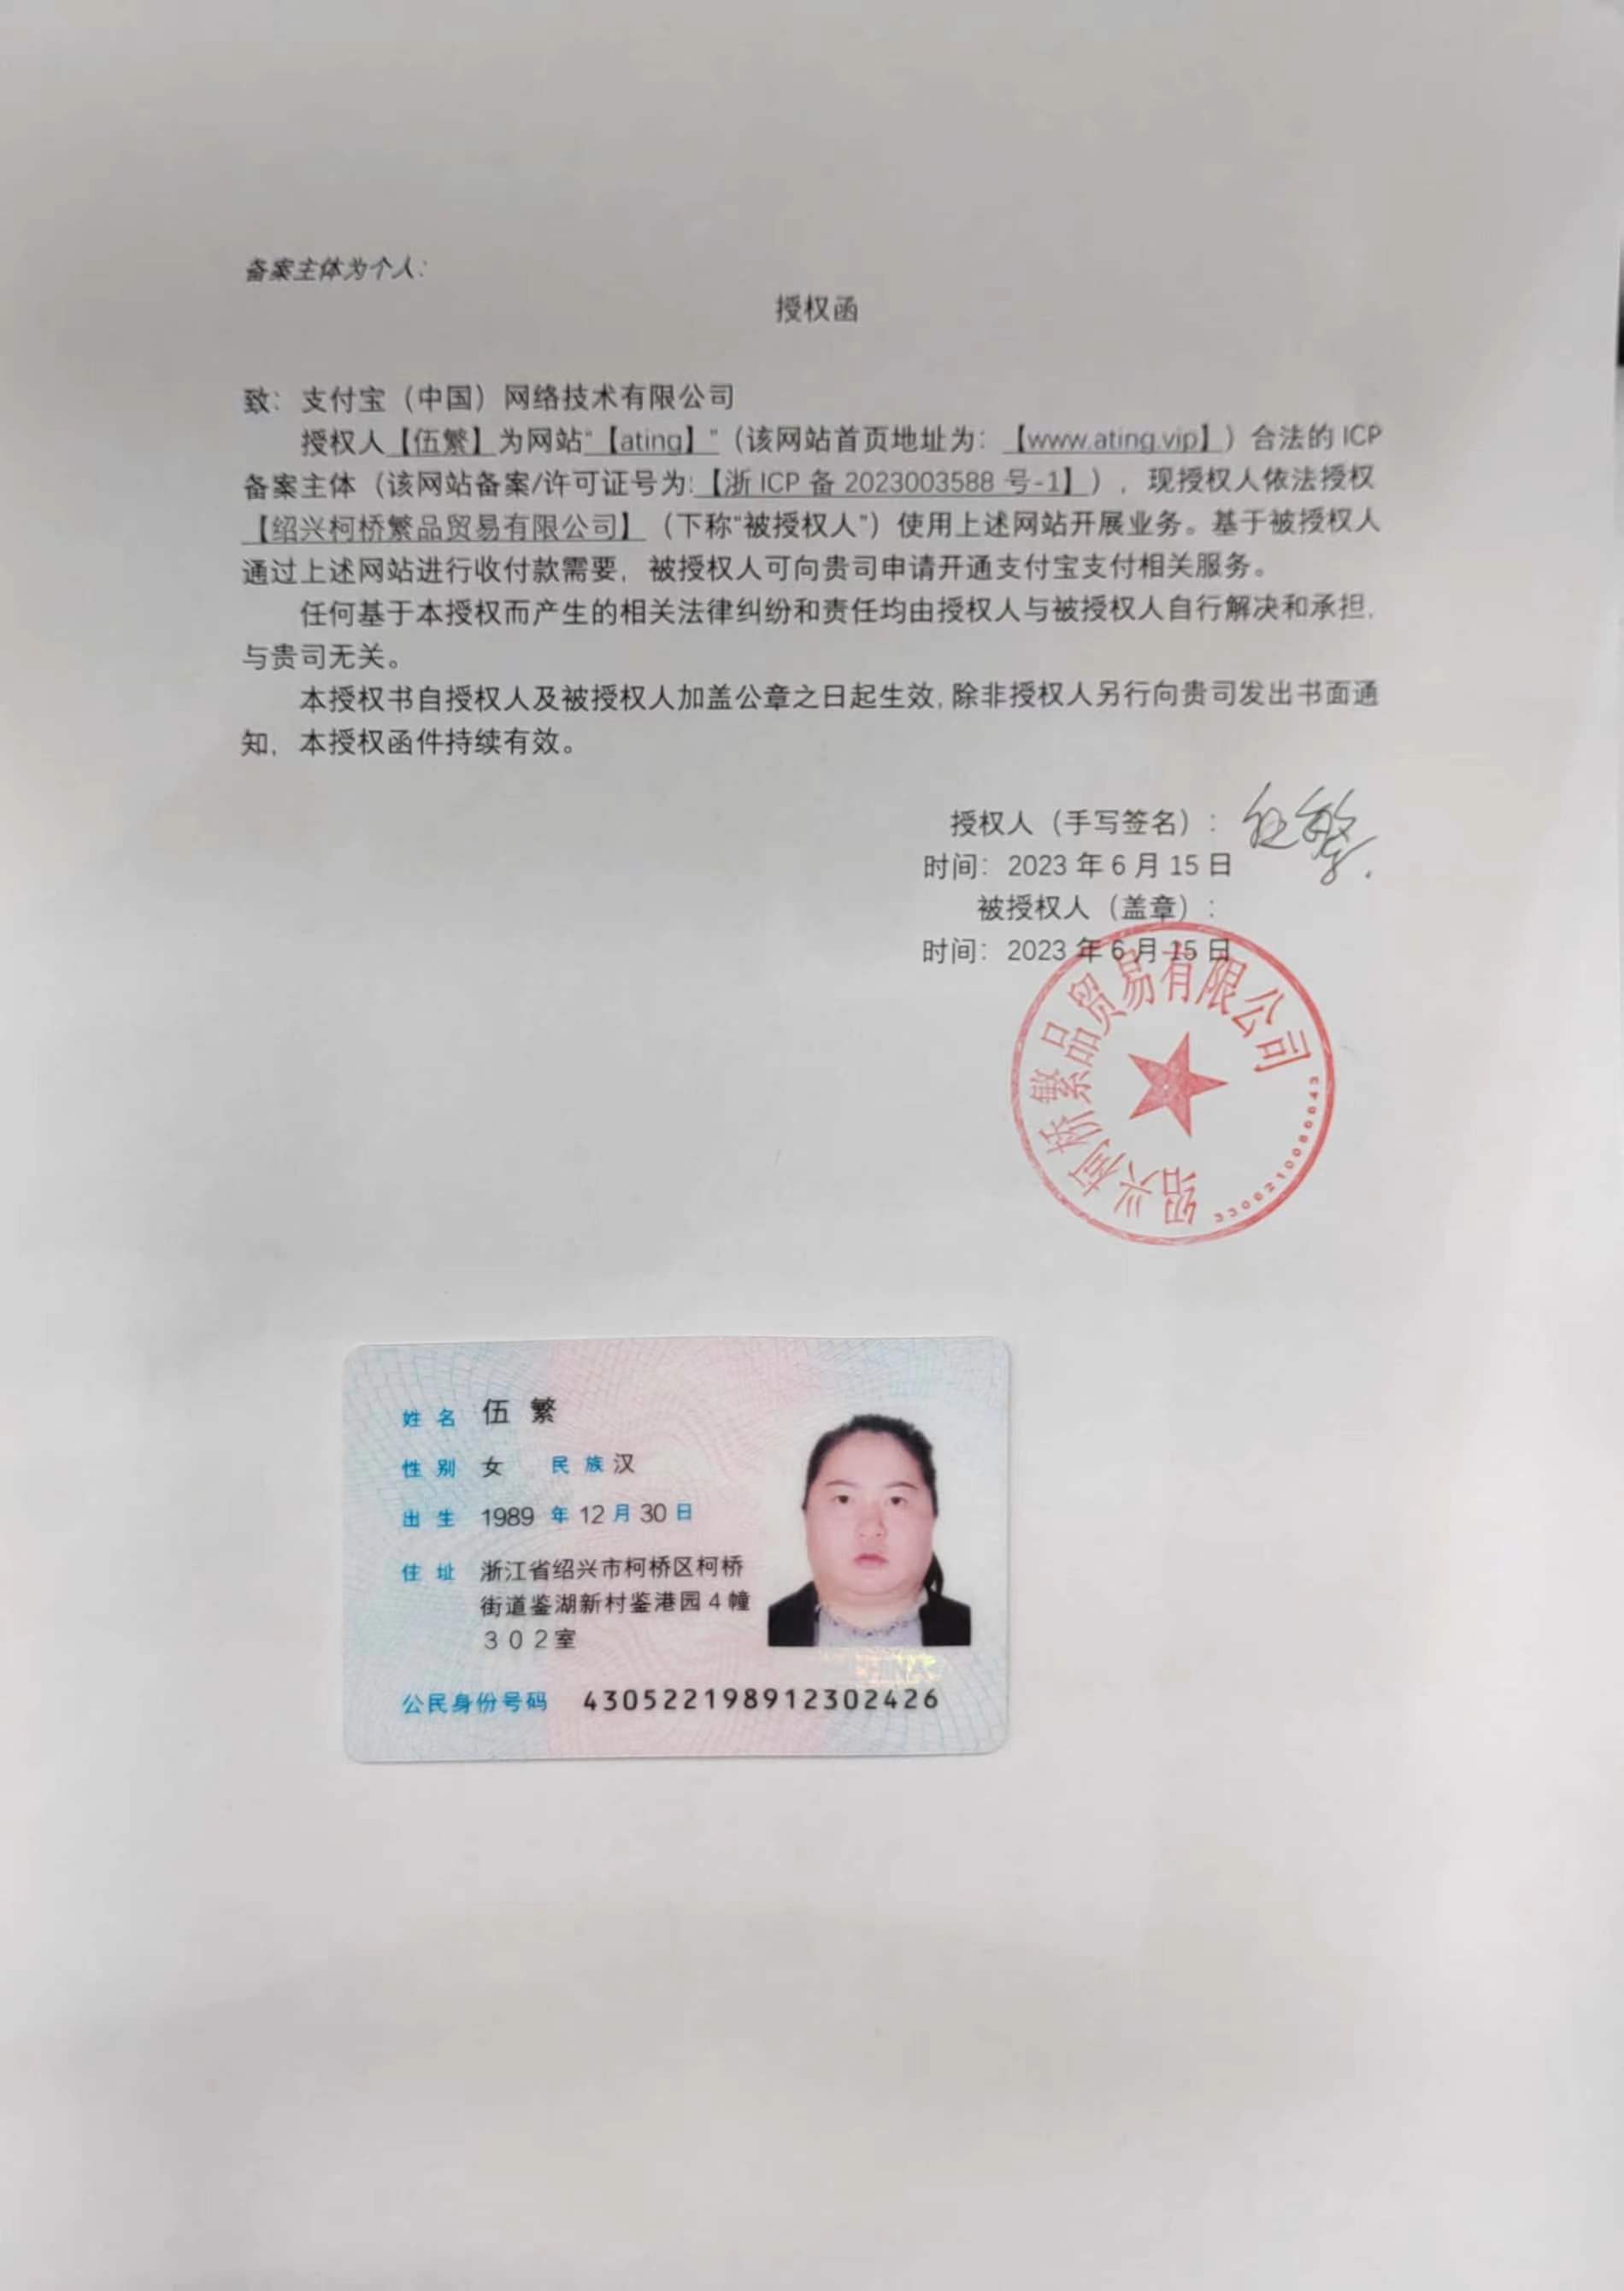 备案主体为个人：
授权函
致：支付宝（中国）网络技术有限公司
授权人【伍繁】为网站“【ating】”（该网站首页地址为：【www.ating.vip】）合法的 ICP
备案主体（该网站备案/许可证号为:【浙 ICP 备 2023003588 号-1】），现授权人依法授权
【绍兴柯桥繁品贸易有限公司】（下称“被授权人”）使用上述网站开展业务。基于被授权人
通过上述网站进行收付款需要，被授权人可向贵司申请开通支付宝支付相关服务。
任何基于本授权而产生的相关法律纠纷和责任均由授权人与被授权人自行解决和承担，
与贵司无关。
本授权书自授权人及被授权人加盖公章之日起生效,除非授权人另行向贵司发出书面通
知，本授权函件持续有效。
授权人（手写签名）：伍繁
时间：2023 年 6 月 15 日
被授权人（盖章）：
时间：2023 年 6 月 15 日
绍兴柯桥繁品贸易有限公司
姓名 伍繁
性别 女 民族 汉
出生 1989 年 12 月 30 日
住址 浙江省绍兴市柯桥区柯桥
街道鉴湖新村鉴港园4幢
302室
公民身份号码 430522198912302426